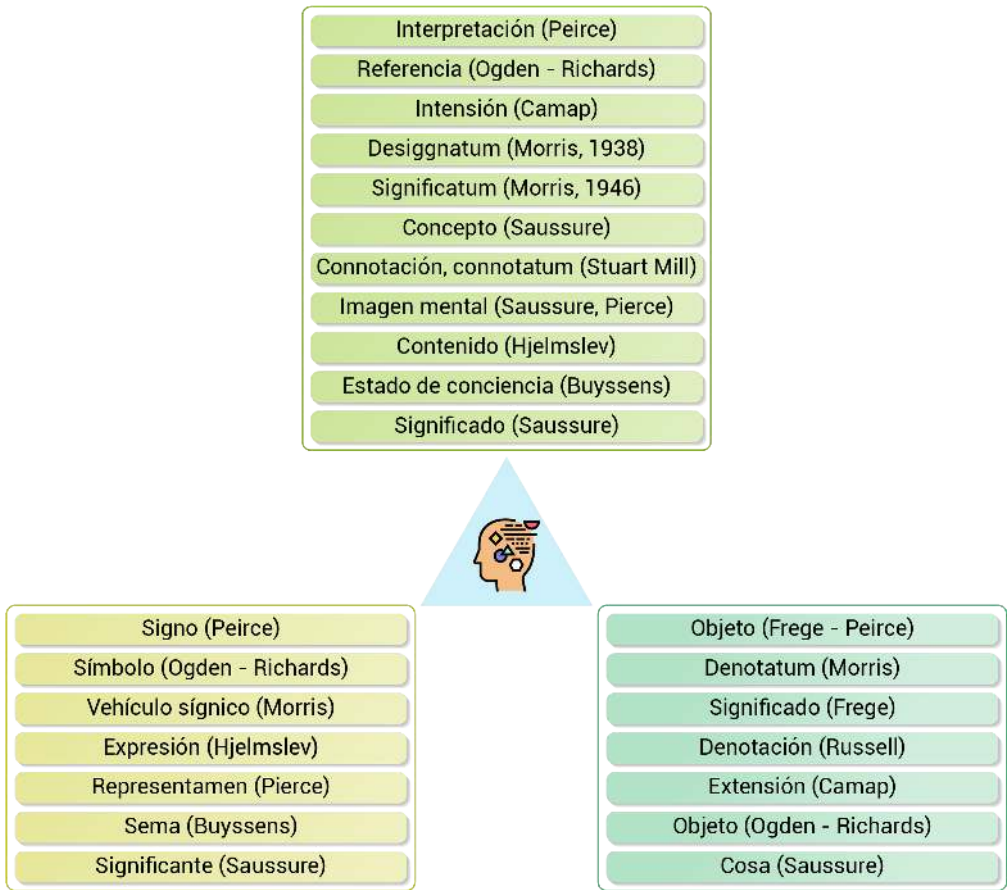 Interpretación (Peirce)
Referencia (Ogden - Richards)
Intensión (Camap)
Desiggnatum (Morris, 1938)
Significatum (Morris, 1946)
Concepto (Saussure)
Connotación, connotatum (Stuart Mill)
Imagen mental (Saussure, Pierce)
Contenido (Hjelmslev)
Estado de conciencia (Buyssens)
Significado (Saussure)
Signo (Peirce)
Símbolo (Ogden - Richards)
Vehículo sígnico (Morris)
Expresión (Hjelmslev)
Representamen (Pierce)
Sema (Buyssens)
Significante (Saussure)
Objeto (Frege - Peirce)
Denotatum (Morris)
Significado (Frege)
Denotación (Russell)
Extensión (Camap)
Objeto (Ogden - Richards)
Cosa (Saussure)